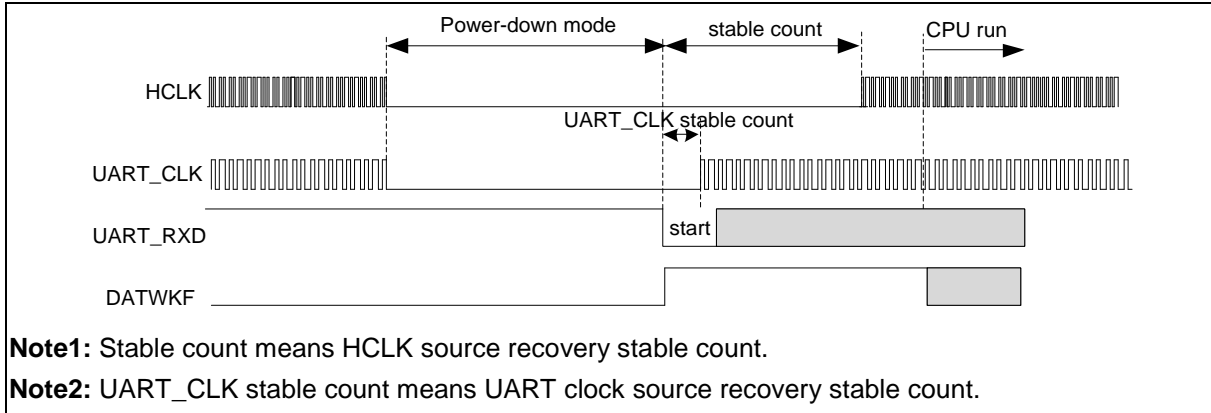 Power-down mode
stable count
CPU run
HCLK
UART_CLK stable count
UART_CLK
UART_RXD
start
DATWKF
Note1: Stable count means HCLK source recovery stable count.
Note2: UART_CLK stable count means UART clock source recovery stable count.